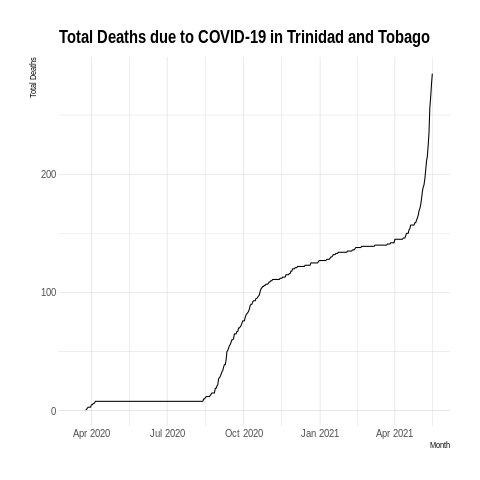 Total Deaths due to COVID-19 in Trinidad and Tobago
Total Deaths
200
100
0
Apr 2020 Jul 2020 Oct 2020 Jan 2021 Apr 2021
Month